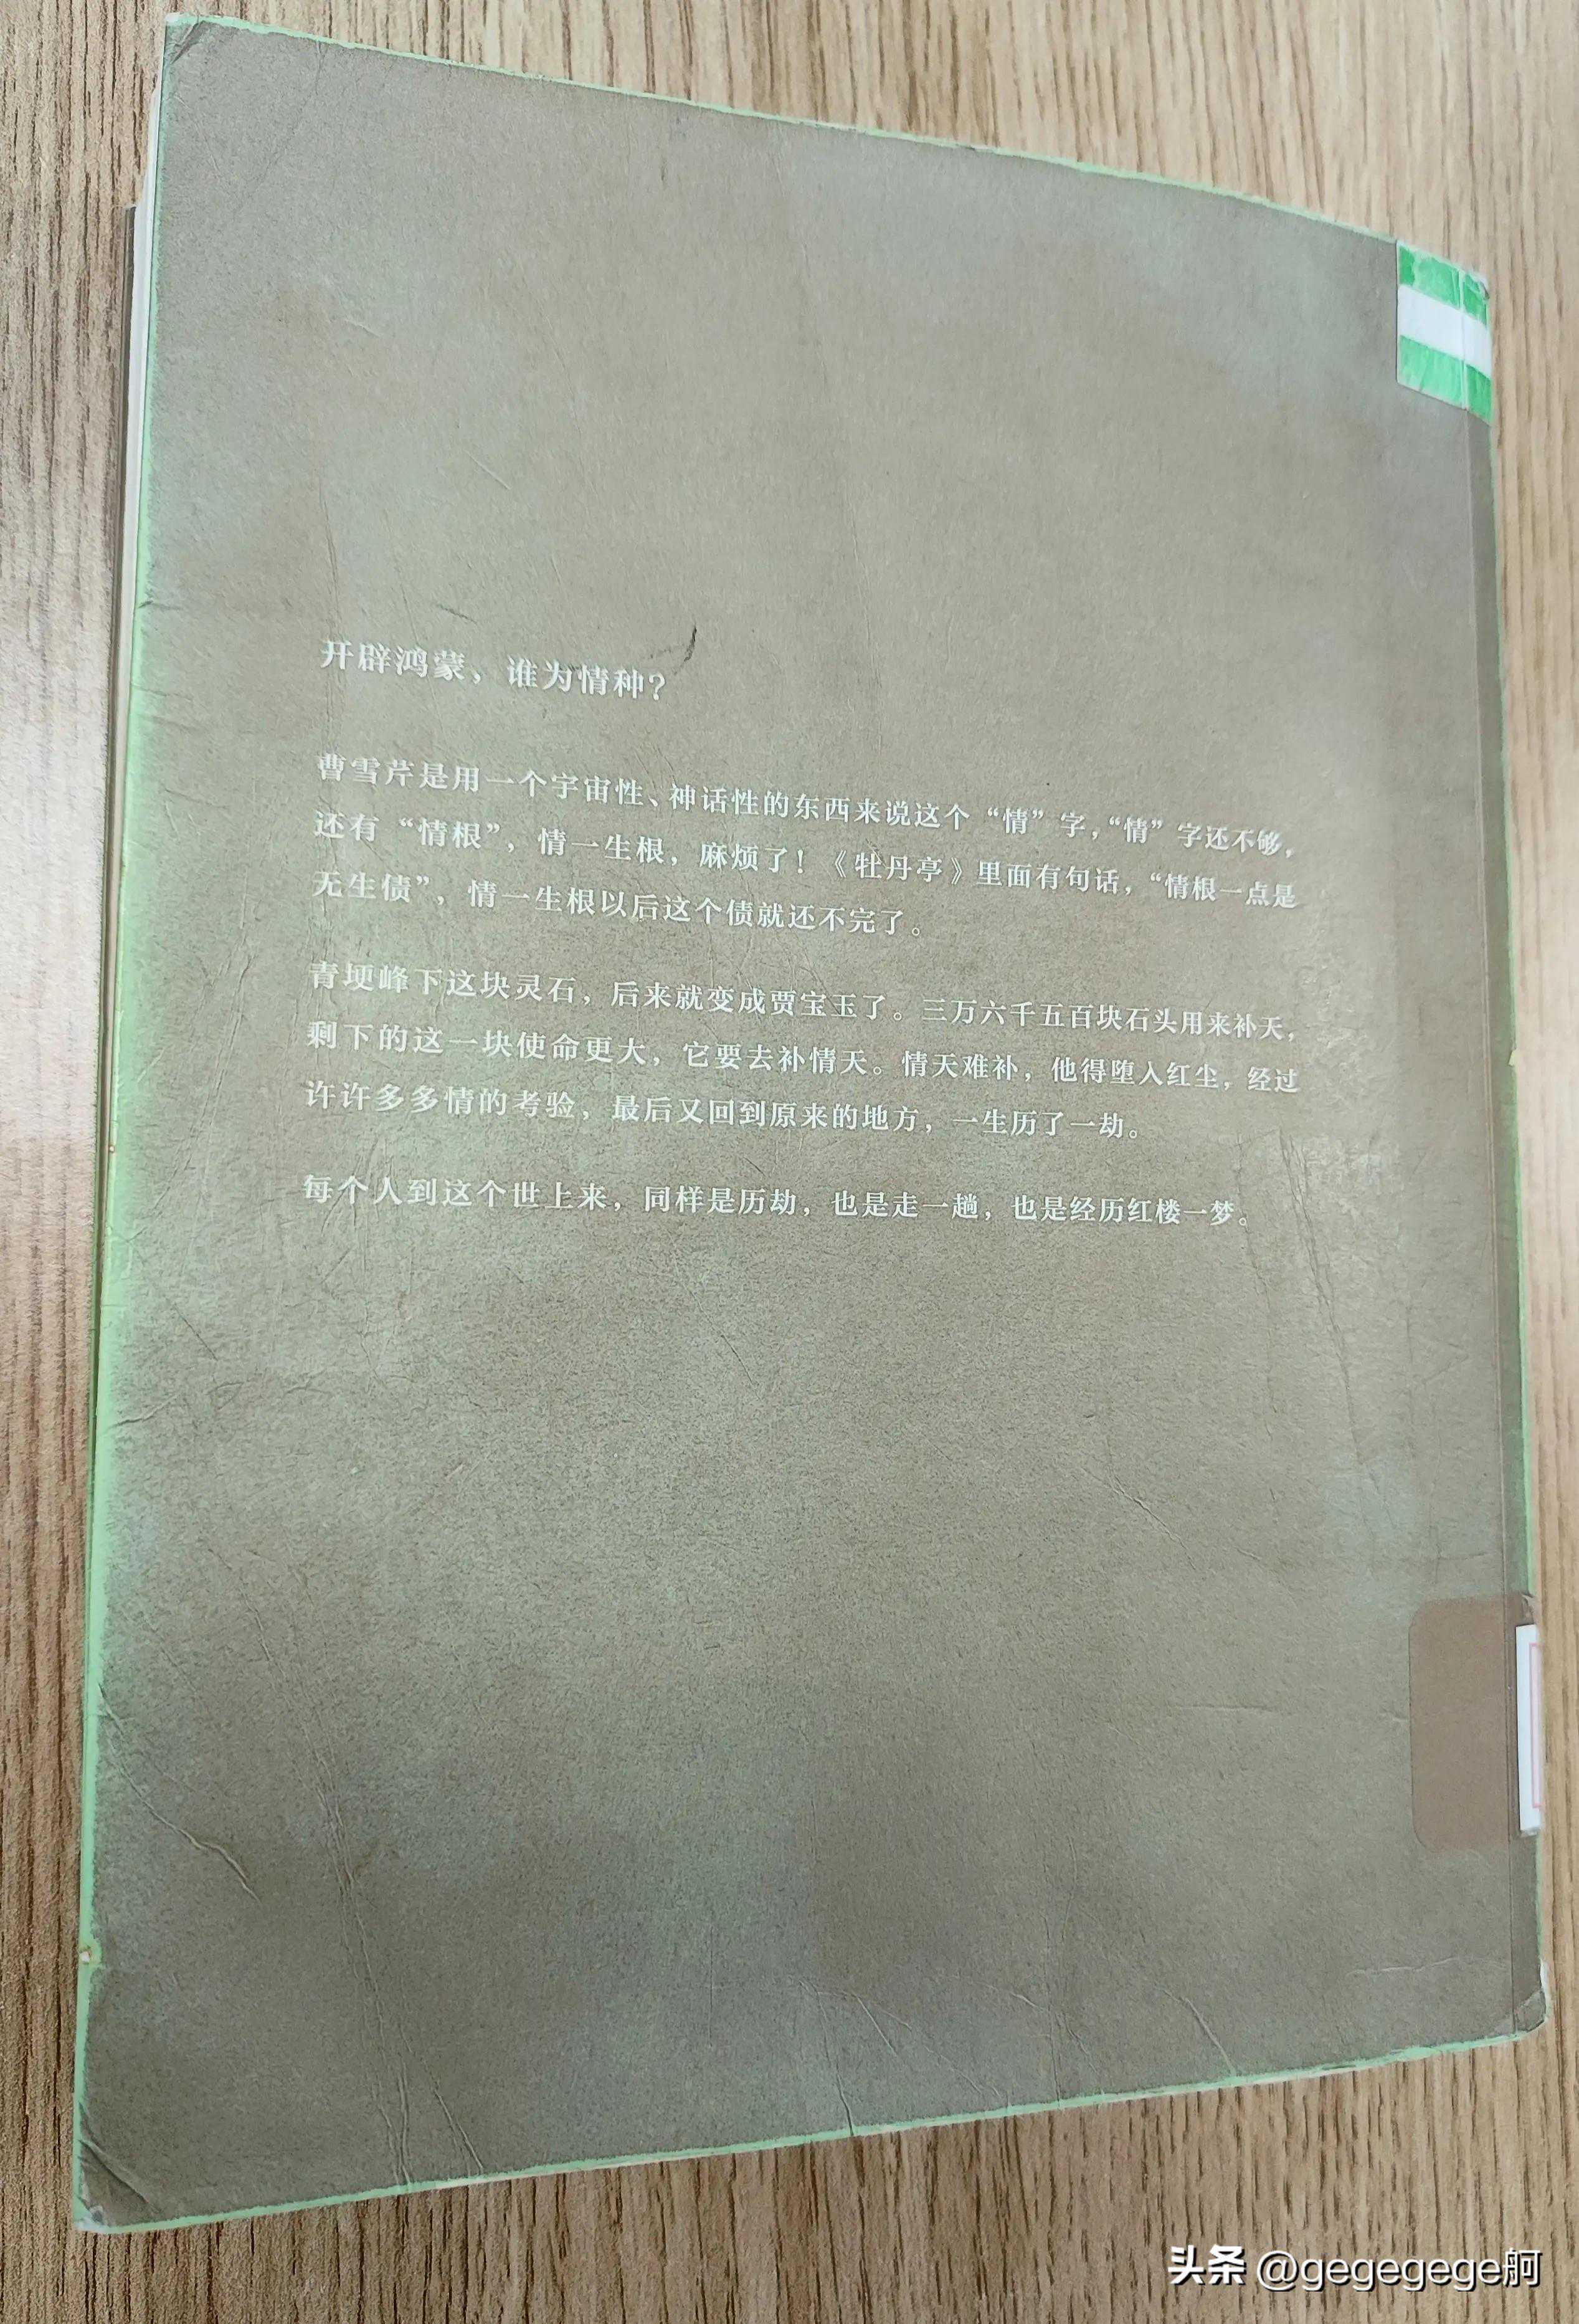 开辟鸿蒙、谁为情种？
曹雪芹是用一个宇宙性、神话性的东西来说这个“情”字，“情”字还不够，
还有“情根”，情一生根，麻烦了！《牡丹亭》里面有句话，“情根一点是
无生债”，情一生根以后这个债就还不完了。
青埂峰下这块灵石，后来就变成贾宝玉了。三万六千五百块石头用来补天，
剩下的这一块使命更大，它要去补情天。情天难补，他得堕入红尘，经过
许许多多情的考验，最后又回到原来的地方，一生历了一劫。
每个人到这个世上来，同样是历劫，也是走一趟，也是经历红楼一梦。
头条 @gegegege舸